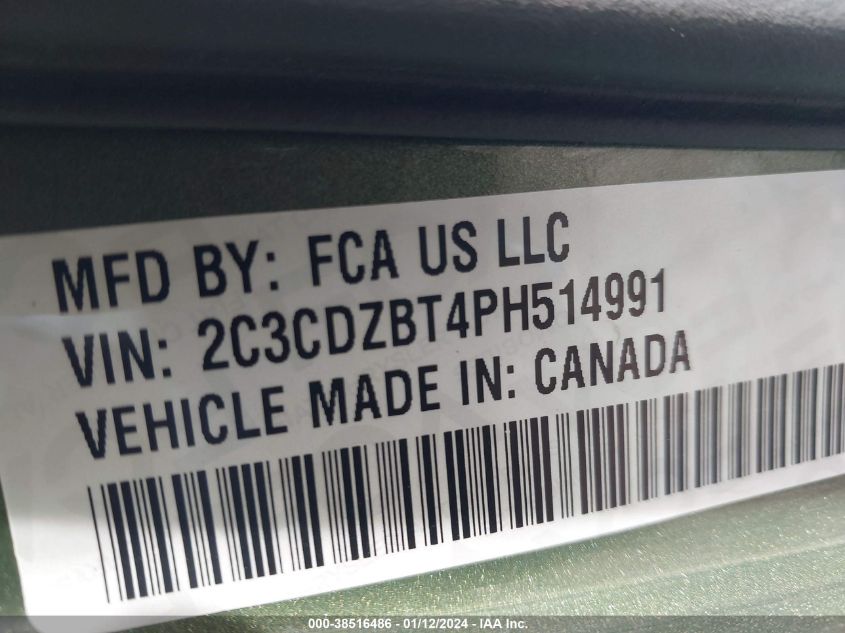 MFD BY: FCA US LLC
VIN: 2C3CDZBT4PH514991
VEHICLE MADE IN: CANADA
000-38516486 - 01/12/2024 - IAA Inc.